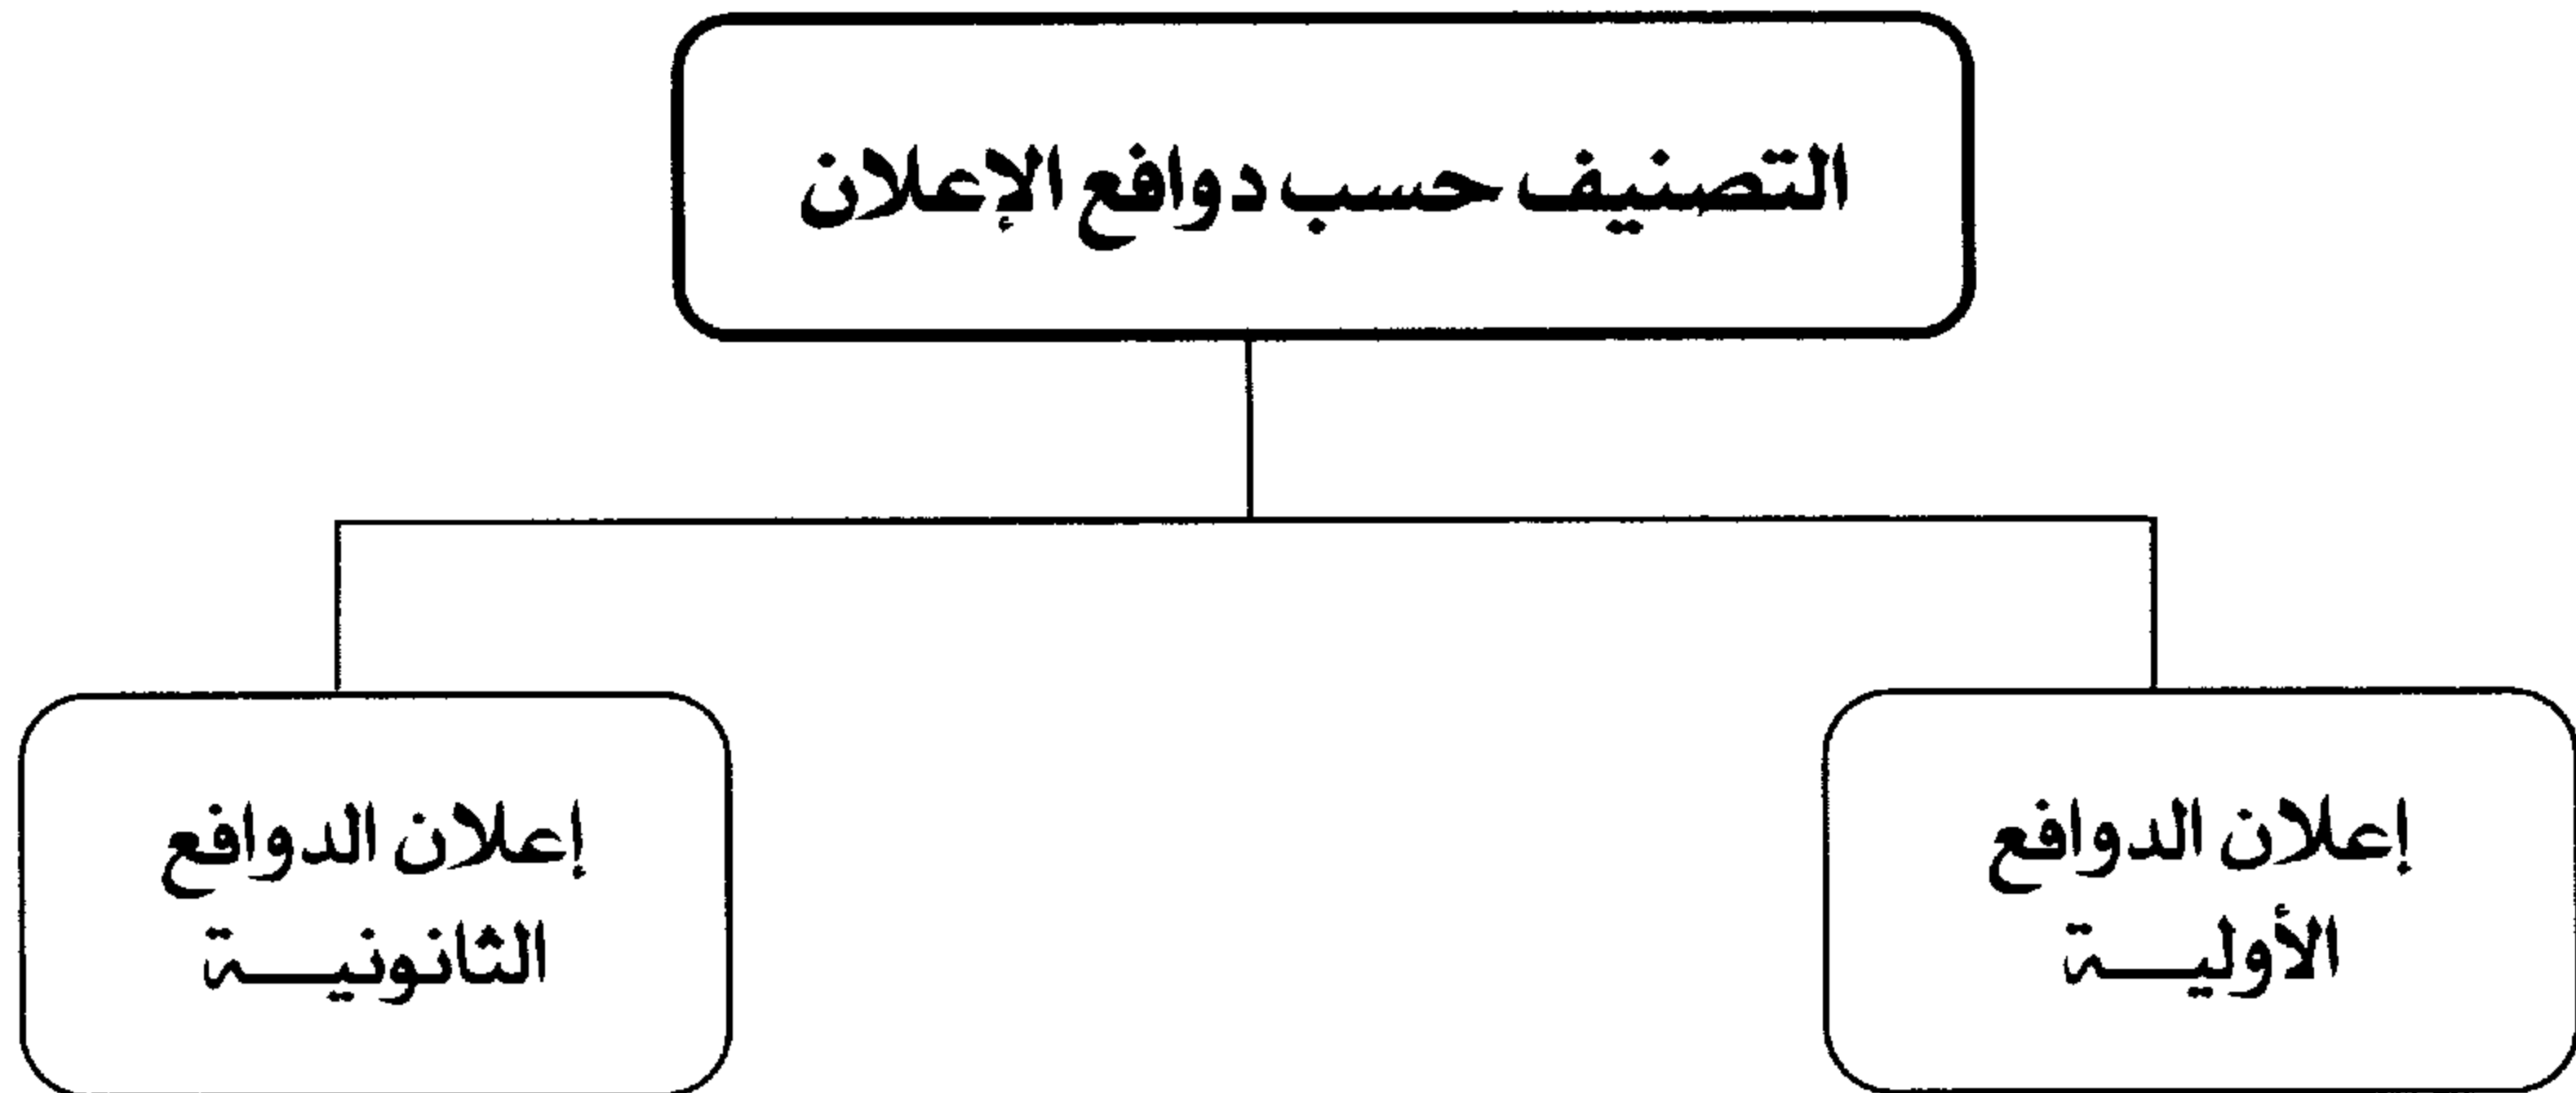 التصنيف حسب دوافع الإعلان
إعلان الدوافع
الأوليـــة
إعلان الدوافع
الثانونيـــة